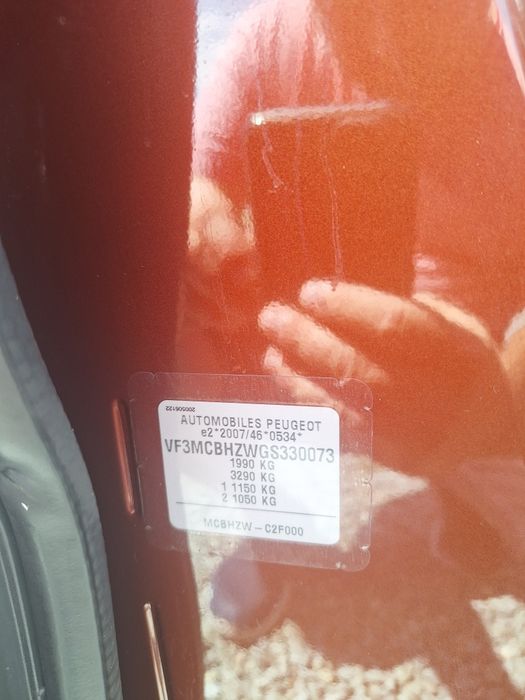 200506122
AUTOMOBILES PEUGEOT
e2*2007/46*0534*
VF3MCBHZWGS330073
1990 KG
3290 KG
1 1150 KG
2 1050 KG
MCBHZW-C2F000